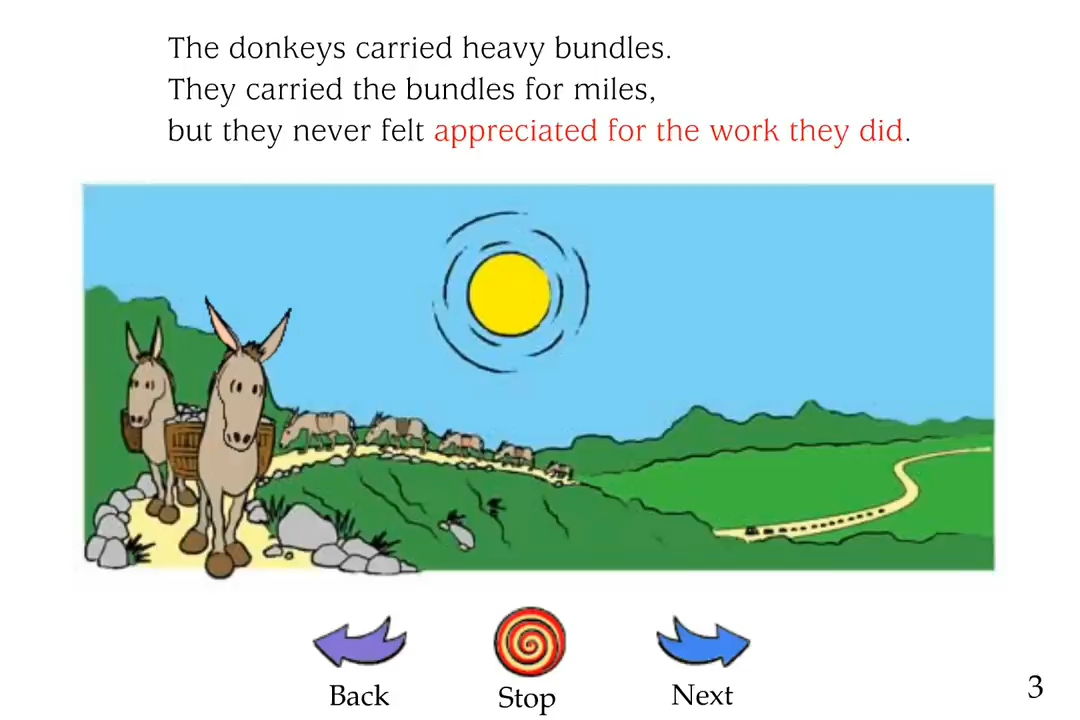 The donkeys carried heavy bundles.
They carried the bundles for miles,
but they never felt appreciated for the work they did.
Back
Stop
Next
3